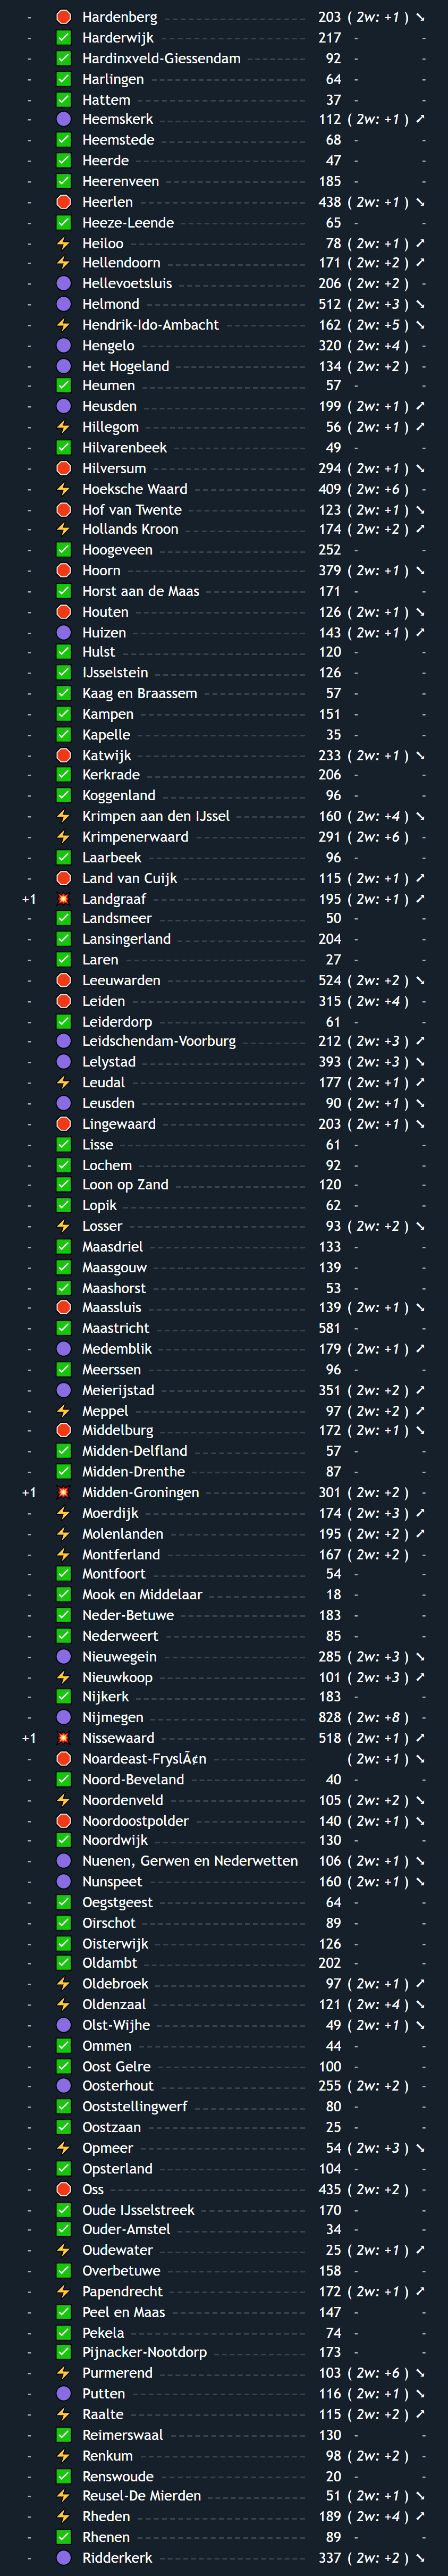 - Hardenberg 203 ( 2w: +1 ) ↘
- Harderwijk 217 - -
- Hardinxveld-Giessendam 92 - -
- Harlingen 64 - -
- Hattem 37 - -
- Heemskerk 112 ( 2w: +1 ) ↗
- Heemstede 68 - -
- Heerde 47 - -
- Heerenveen 185 - -
- Heerlen 438 ( 2w: +1 ) ↘
- Heeze-Leende 65 - -
- Heiloo 78 ( 2w: +1 ) ↗
- Hellendoorn 171 ( 2w: +2 ) ↗
- Hellevoetsluis 206 ( 2w: +2 ) -
- Helmond 512 ( 2w: +3 ) ↘
- Hendrik-Ido-Ambacht 162 ( 2w: +5 ) ↘
- Hengelo 320 ( 2w: +4 ) -
- Het Hogeland 134 ( 2w: +2 ) -
- Heumen 57 - -
- Heusden 199 ( 2w: +1 ) ↗
- Hillegom 56 ( 2w: +1 ) ↗
- Hilvarenbeek 49 - -
- Hilversum 294 ( 2w: +1 ) ↘
- Hoeksche Waard 409 ( 2w: +6 ) -
- Hof van Twente 123 ( 2w: +1 ) ↘
- Hollands Kroon 174 ( 2w: +2 ) ↗
- Hoogeveen 252 - -
- Hoorn 379 ( 2w: +1 ) ↘
- Horst aan de Maas 171 - -
- Houten 126 ( 2w: +1 ) ↘
- Huizen 143 ( 2w: +1 ) ↗
- Hulst 120 - -
- IJsselstein 126 - -
- Kaag en Braassem 57 - -
- Kampen 151 - -
- Kapelle 35 - -
- Katwijk 233 ( 2w: +1 ) ↘
- Kerkrade 206 - -
- Koggenland 96 - -
- Krimpen aan den IJssel 160 ( 2w: +4 ) ↘
- Krimpenerwaard 291 ( 2w: +6 ) -
- Laarbeek 96 - -
- Land van Cuijk 115 ( 2w: +1 ) ↗
+1 Landgraaf 195 ( 2w: +1 ) ↗
- Landsmeer 50 - -
- Lansingerland 204 - -
- Laren 27 - -
- Leeuwarden 524 ( 2w: +2 ) ↘
- Leiden 315 ( 2w: +4 ) -
- Leiderdorp 61 - -
- Leidschendam-Voorburg 212 ( 2w: +3 ) ↗
- Lelystad 393 ( 2w: +3 ) ↘
- Leudal 177 ( 2w: +1 ) ↗
- Leusden 90 ( 2w: +1 ) ↘
- Lingewaard 203 ( 2w: +1 ) ↘
- Lisse 61 - -
- Lochem 92 - -
- Loon op Zand 120 - -
- Lopik 62 - -
- Losser 93 ( 2w: +2 ) ↘
- Maasdriel 133 - -
- Maasgouw 139 - -
- Maashorst 53 - -
- Maassluis 139 ( 2w: +1 ) ↘
- Maastricht 581 - -
- Medemblik 179 ( 2w: +1 ) ↗
- Meerssen 96 - -
- Meierijstad 351 ( 2w: +2 ) ↗
- Meppel 97 ( 2w: +2 ) ↗
- Middelburg 172 ( 2w: +1 ) ↘
- Midden-Delfland 57 - -
- Midden-Drenthe 87 - -
+1 Midden-Groningen 301 ( 2w: +2 ) -
- Moerdijk 174 ( 2w: +3 ) ↗
- Molenlanden 195 ( 2w: +2 ) ↗
- Montferland 167 ( 2w: +2 ) -
- Montfoort 54 - -
- Mook en Middelaar 18 - -
- Neder-Betuwe 183 - -
- Nederweert 85 - -
- Nieuwegein 285 ( 2w: +3 ) ↘
- Nieuwkoop 101 ( 2w: +3 ) ↗
- Nijkerk 183 - -
- Nijmegen 828 ( 2w: +8 ) -
+1 Nissewaard 518 ( 2w: +1 ) ↗
- Noardeast-FryslÃ¢n ( 2w: +1 ) ↘
- Noord-Beveland 40 - -
- Noordenveld 105 ( 2w: +2 ) ↘
- Noordoostpolder 140 ( 2w: +1 ) ↘
- Noordwijk 130 - -
- Nuenen, Gerwen en Nederwetten 106 ( 2w: +1 ) ↘
- Nunspeet 160 ( 2w: +1 ) ↘
- Oegstgeest 64 - -
- Oirschot 89 - -
- Oisterwijk 126 - -
- Oldambt 202 - -
- Oldebroek 97 ( 2w: +1 ) ↗
- Oldenzaal 121 ( 2w: +4 ) ↘
- Olst-Wijhe 49 ( 2w: +1 ) ↘
- Ommen 44 - -
- Oost Gelre 100 - -
- Oosterhout 255 ( 2w: +2 ) -
- Ooststellingwerf 80 - -
- Oostzaan 25 - -
- Opmeer 54 ( 2w: +3 ) ↘
- Opsterland 104 - -
- Oss 435 ( 2w: +2 ) -
- Oude IJsselstreek 170 - -
- Ouder-Amstel 34 - -
- Oudewater 25 ( 2w: +1 ) ↗
- Overbetuwe 158 - -
- Papendrecht 172 ( 2w: +1 ) ↗
- Peel en Maas 147 - -
- Pekela 74 - -
- Pijnacker-Nootdorp 173 - -
- Purmerend 103 ( 2w: +6 ) ↘
- Putten 116 ( 2w: +1 ) ↘
- Raalte 115 ( 2w: +2 ) ↗
- Reimerswaal 130 - -
- Renkum 98 ( 2w: +2 ) -
- Renswoude 20 - -
- Reusel-De Mierden 51 ( 2w: +1 ) ↘
- Rheden 189 ( 2w: +4 ) ↗
- Rhenen 89 - -
- Ridderkerk 337 ( 2w: +2 ) ↘